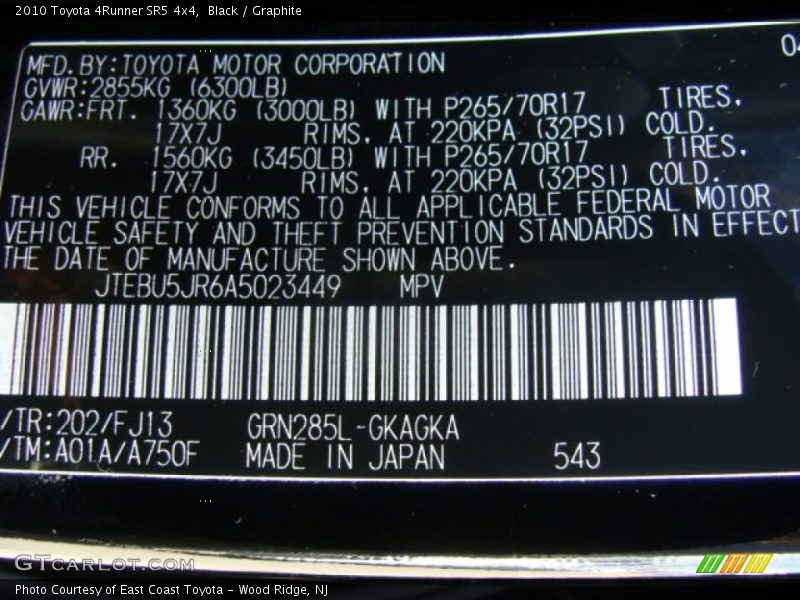 2010 Toyota 4Runner SR5 4x4,  Black / Graphite
04
MFD.BY:TOYOTA MOTOR CORPORATION
GVWR:2855KG (6300LB)
GAWR:FRT. 1360KG (3000LB) WITH P265/70R17 TIRES,
17X7J RIMS, AT 220KPA (32PSI) COLD.
RR. 1560KG (3450LB) WITH P265/70R17 TIRES,
17X7J RIMS, AT 220KPA (32PSI) COLD.
THIS VEHICLE CONFORMS TO ALL APPLICABLE FEDERAL MOTOR
VEHICLE SAFETY AND THEFT PREVENTION STANDARDS IN EFFECT
THE DATE OF MANUFACTURE SHOWN ABOVE.
JTEBU5JR6A5023449 MPV
/TR:202/FJ13 GRN285L-GKAGKA
/TM:A01A/A750F MADE IN JAPAN 543
GTCARLOT.COM
Photo Courtesy of East Coast Toyota - Wood Ridge, NJ